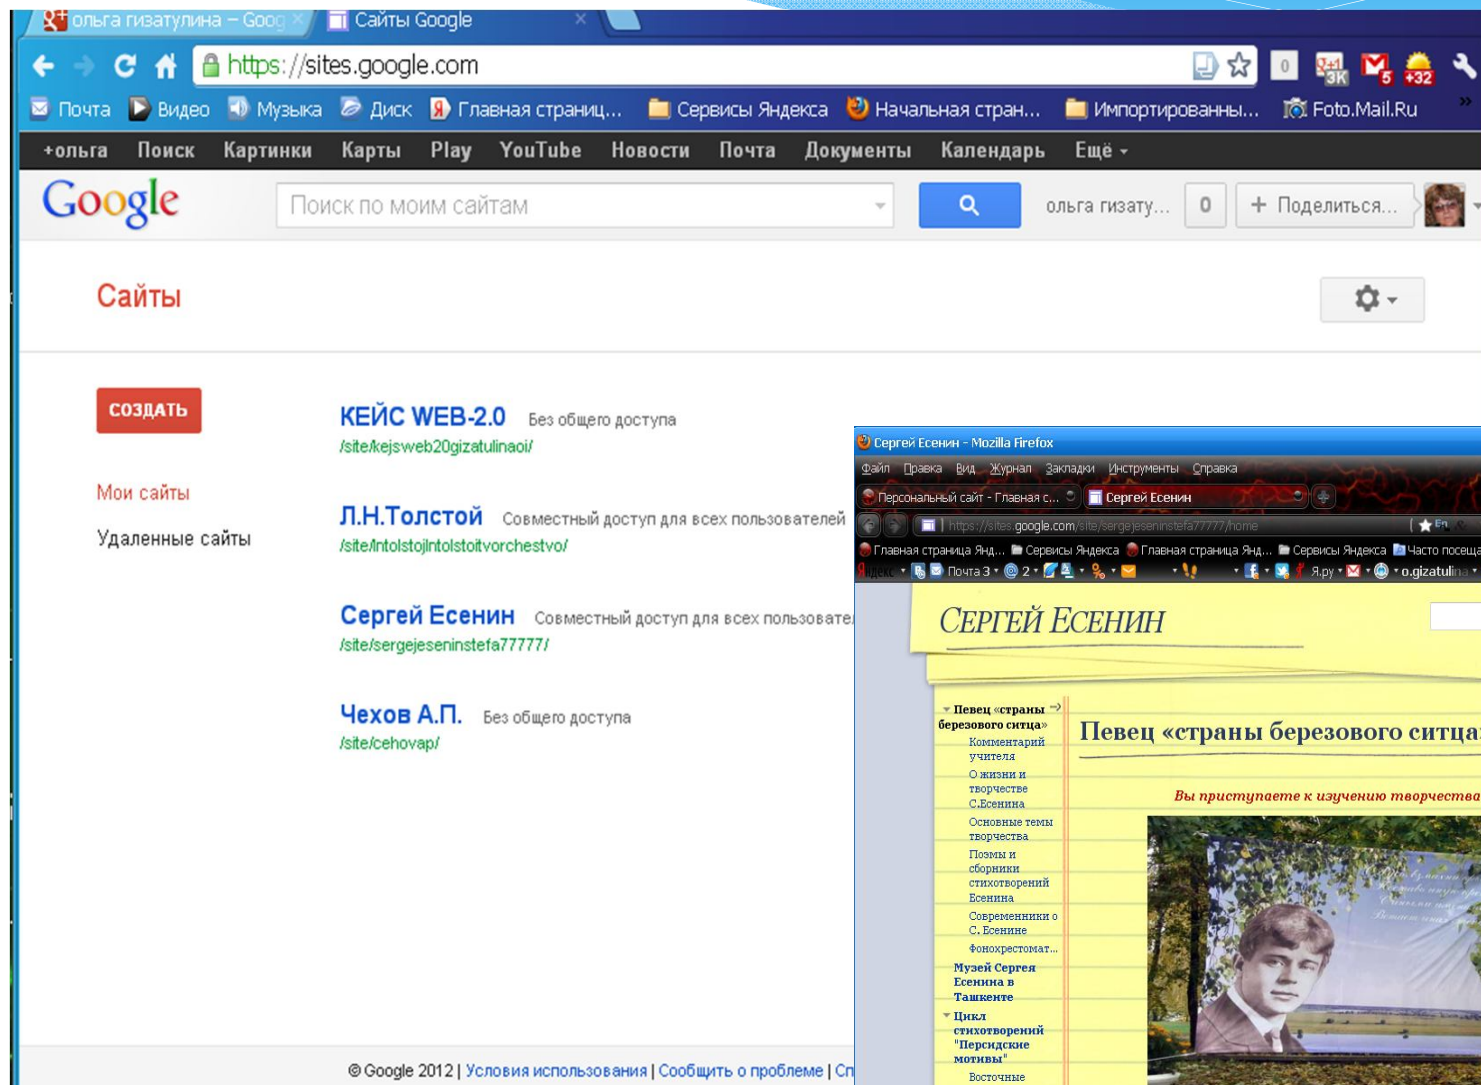 ольга гизатулина – Goog
Сайты Google
https://sites.google.com
0
3K
5
+32
Почта Видео Музыка Диск Главная страниц... Сервисы Яндекса Начальная стран... Импортированны... Foto.Mail.Ru »
+ольга Поиск Картинки Карты Play YouTube Новости Почта Документы Календарь Ещё
Google
Поиск по моим сайтам
ольга гизату... 0 + Поделиться...
Сайты
СОЗДАТЬ
Мои сайты
Удаленные сайты
КЕЙС WEB-2.0 Без общего доступа
/site/kejsweb20gizatulinaoi/
Л.Н.Толстой Совместный доступ для всех пользователей
/site/lntolstojlntolstoitvorchestvo/
Сергей Есенин Совместный доступ для всех пользовате
/site/sergejeseninstefa77777/
Чехов А.П. Без общего доступа
/site/cehovap/
© Google 2012 | Условия использования | Сообщить о проблеме | Сп
Сергей Есенин - Mozilla Firefox
Файл Правка Вид Журнал Закладки Инструменты Справка
Персональный сайт - Главная с... Сергей Есенин
https://sites.google.com/site/sergejeseninstefa77777/home
Главная страница Янд... Сервисы Яндекса Главная страница Янд... Сервисы Яндекса Часто посеща
Яндекс Почта 3 2 Я.ру o.gizatulina
СЕРГЕЙ ЕСЕНИН
Певец «страны
березового ситца»
Комментарий
учителя
О жизни и
творчестве
С.Есенина
Основные темы
творчества
Поэмы и
сборники
стихотворений
Есенина
Современники о
С. Есенине
Фонохрестомат...
Музей Сергея
Есенина в
Ташкенте
Цикл
стихотворений
"Персидские
мотивы"
Восточные
Певец «страны березового ситца
Вы приступаете к изучению творчества